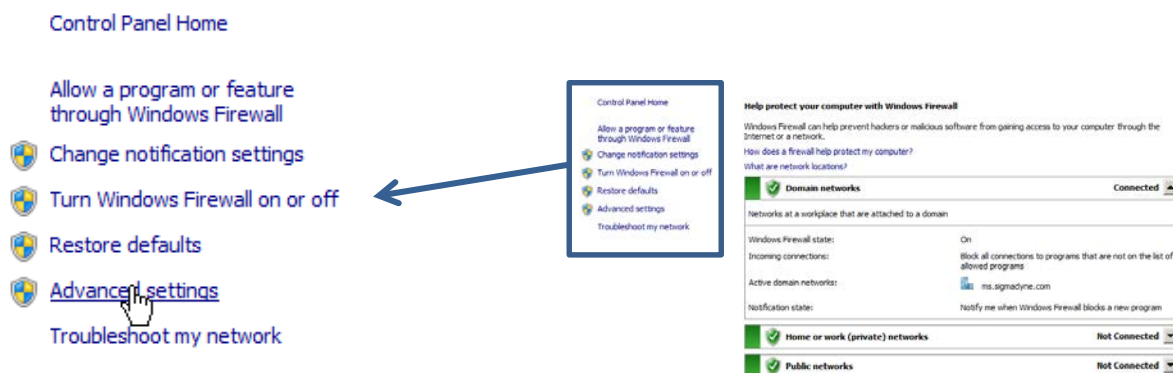 Control Panel Home
Allow a program or feature
through Windows Firewall
Change notification settings
Turn Windows Firewall on or off
Restore defaults
Advanced settings
Troubleshoot my network
Control Panel Home
Allow a program or feature
through Windows Firewall
Change notification settings
Turn Windows Firewall on or off
Restore defaults
Advanced settings
Troubleshoot my network
Help protect your computer with Windows Firewall
Windows Firewall can help prevent hackers or malicious software from gaining access to your computer through the
Internet or a network.
How does a firewall help protect my computer?
What are network locations?
Domain networks Connected
Networks at a workplace that are attached to a domain
Windows Firewall state: On
Incoming connections: Block all connections to programs that are not on the list of
allowed programs
Active domain networks: ms.sigmadyne.com
Notification state: Notify me when Windows Firewall blocks a new program
Home or work (private) networks Not Connected
Public networks Not Connected